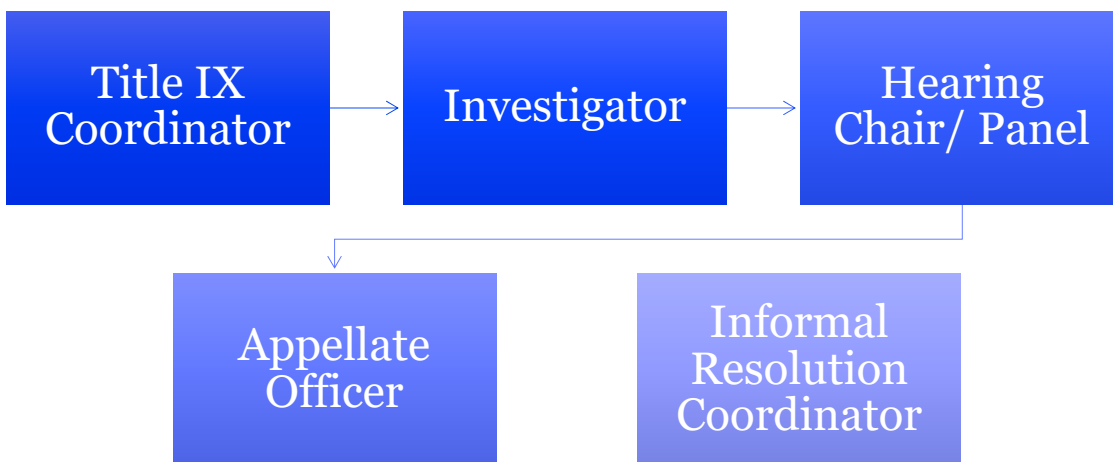 Title IX
Coordinator
Investigator
Hearing
Chair/ Panel
Appellate
Officer
Informal
Resolution
Coordinator